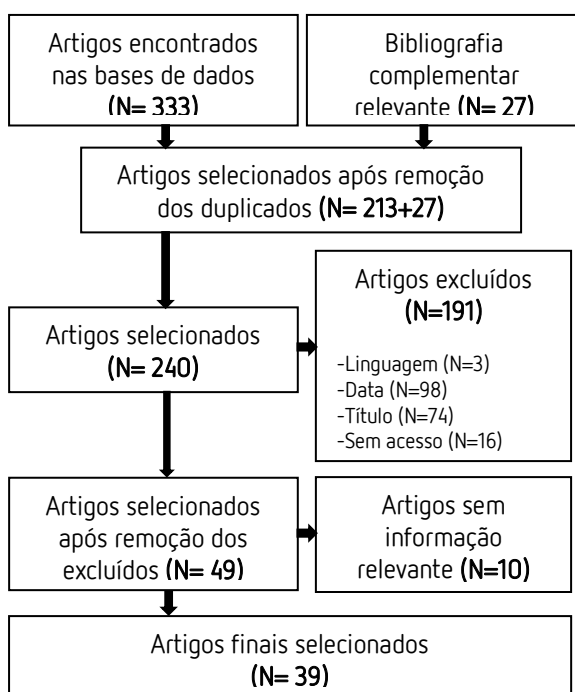 Artigos encontrados
nas bases de dados
(N= 333)
Bibliografia
complementar
relevante (N= 27)
Artigos selecionados após remoção
dos duplicados (N= 213+27)
Artigos selecionados
(N= 240)
Artigos excluídos
(N=191)
-Linguagem (N=3)
-Data (N=98)
-Título (N=74)
-Sem acesso (N=16)
Artigos selecionados
após remoção dos
excluídos (N= 49)
Artigos sem
informação
relevante (N=10)
Artigos finais selecionados
(N= 39)